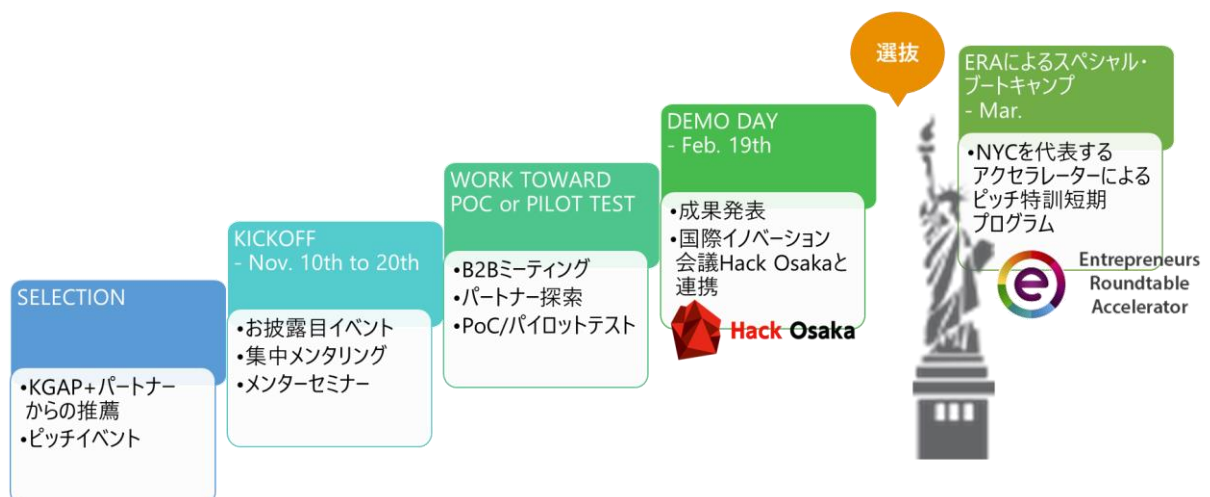 SELECTION
•KGAP+パートナー
からの推薦
•ピッチイベント
KICKOFF
- Nov. 10th to 20th
•お披露目イベント
•集中メンタリング
•メンターセミナー
WORK TOWARD
POC or PILOT TEST
•B2Bミーティング
•パートナー探索
•PoC/パイロットテスト
DEMO DAY
- Feb. 19th
•成果発表
•国際イノベーション
会議Hack Osakaと
連携
Hack Osaka
選抜
ERAによるスペシャル・
ブートキャンプ
- Mar.
•NYCを代表する
アクセラレーターによる
ピッチ特訓短期
プログラム
e
Entrepreneurs
Roundtable
Accelerator